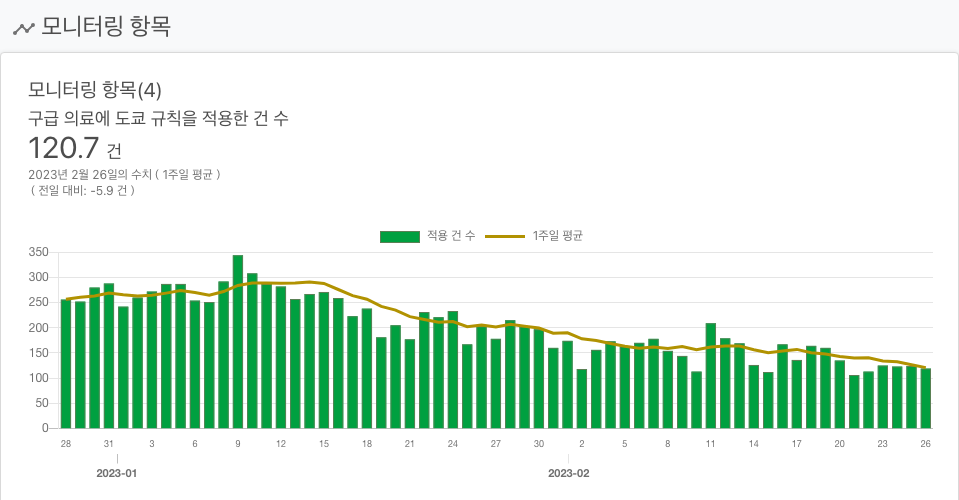 모니터링 항목
모니터링 항목(4)
구급 의료에 도쿄 규칙을 적용한 건 수
120.7 건
2023년 2월 26일의 수치 ( 1주일 평균 )
( 전일 대비: -5.9 건 )
적용 건 수 1주일 평균
350
300
250
200
150
100
50
0
28 31 3 6 9 12 15 18 21 24 27 30 2 5 8 11 14 17 20 23 26
2023-01 2023-02